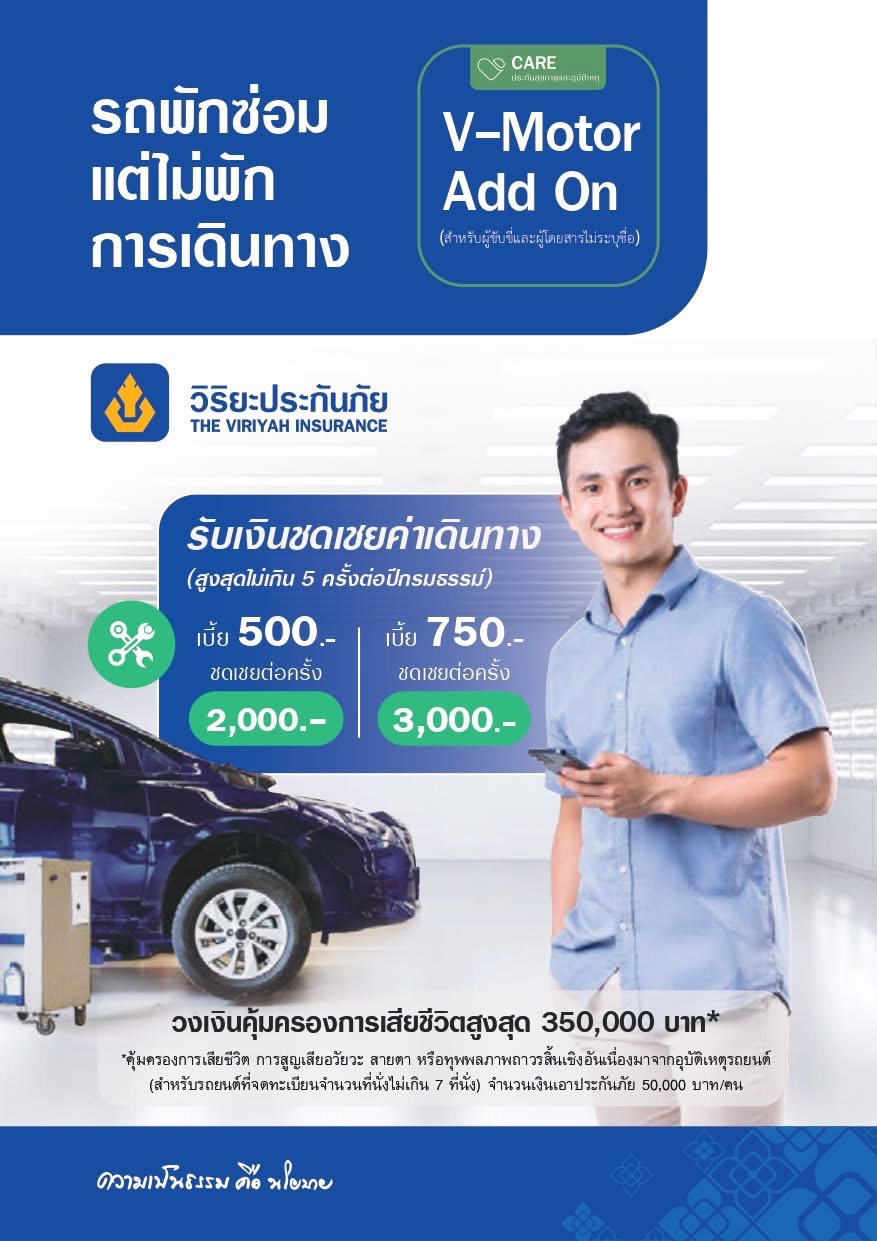 รถพักซ่อม
แต่ไม่พัก
การเดินทาง
CARE
ประกันสุขภาพและอุบัติเหตุ
V-Motor
Add On
(สำหรับผู้ขับขี่และผู้โดยสารไม่ระบุชื่อ)
วิริยะประกันภัย
THE VIRIYAH INSURANCE
รับเงินชดเชยค่าเดินทาง
(สูงสุดไม่เกิน 5 ครั้งต่อปีกรมธรรม์)
เบี้ย 500.- เบี้ย 750.-
ชดเชยต่อครั้ง ชดเชยต่อครั้ง
2,000.- 3,000.-
วงเงินคุ้มครองการเสียชีวิตสูงสุด 350,000 บาท*
*คุ้มครองการเสียชีวิต การสูญเสียอวัยวะ สายตา หรือทุพพลภาพถาวรสิ้นเชิงอันเนื่องมาจากอุบัติเหตุรถยนต์
(สำหรับรถยนต์ที่จดทะเบียนจำนวนที่นั่งไม่เกิน 7 ที่นั่ง) จำนวนเงินเอาประกันภัย 50,000 บาท/คน
ความเป็นธรรม คือ นโยบาย